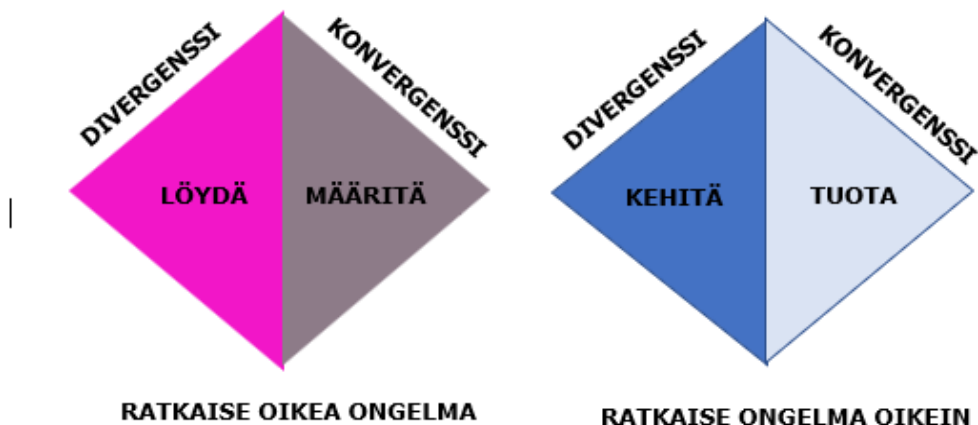 DIVERGENSSI
KONVERGENSSI
LÖYDÄ
MÄÄRITÄ
RATKAISE OIKEA ONGELMA
DIVERGENSSI
KONVERGENSSI
KEHITÄ
TUOTA
RATKAISE ONGELMA OIKEIN